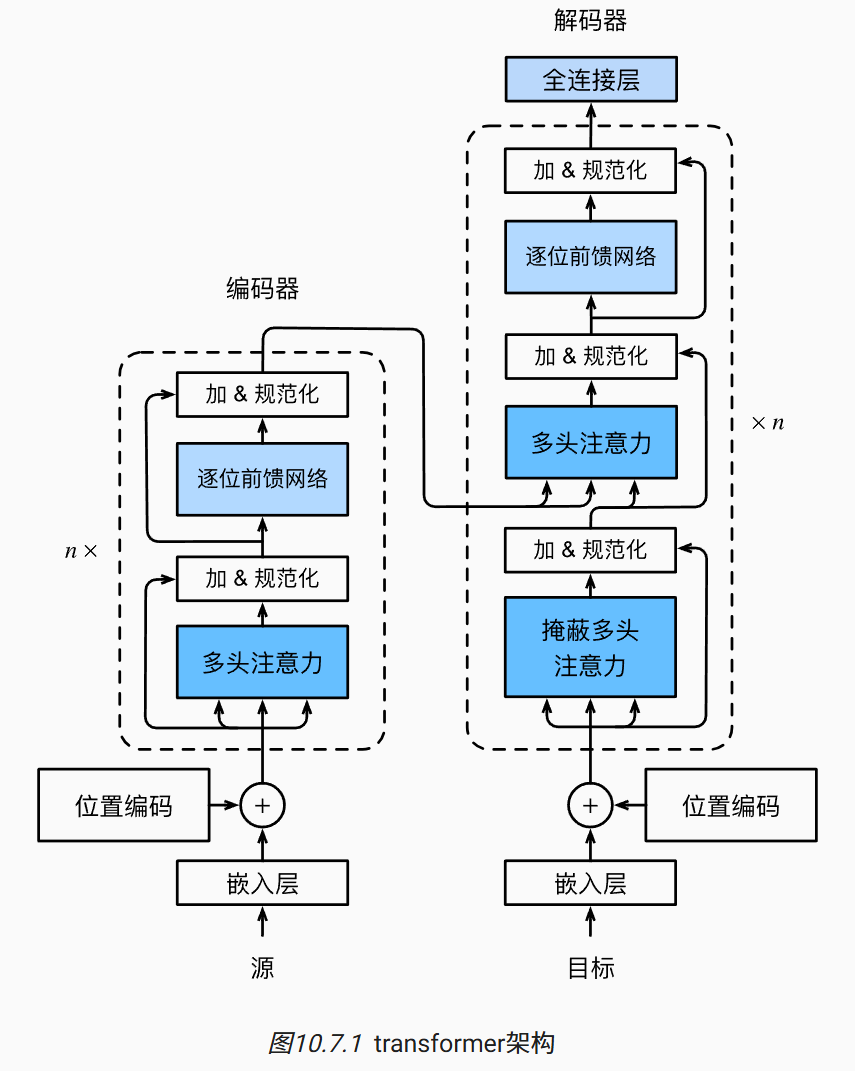 解码器
全连接层
加 & 规范化
逐位前馈网络
加 & 规范化
多头注意力
× n
加 & 规范化
掩蔽多头
注意力
位置编码
+
嵌入层
目标
编码器
加 & 规范化
逐位前馈网络
n ×
加 & 规范化
多头注意力
位置编码
+
嵌入层
源
图10.7.1 transformer架构